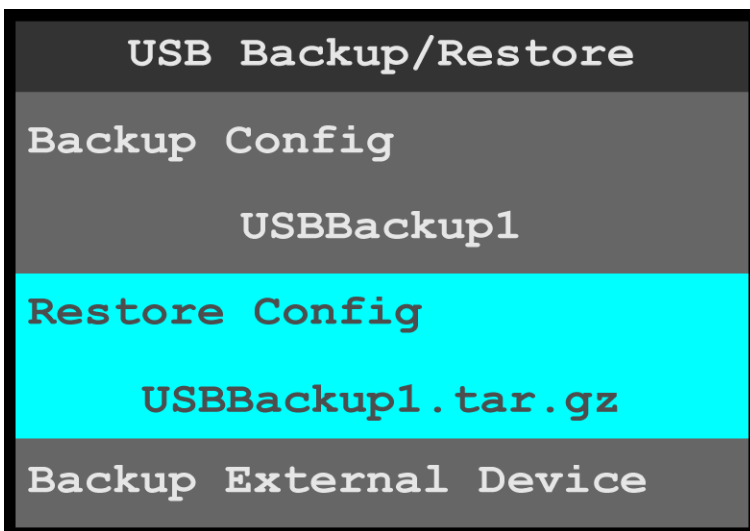 USB Backup/Restore
Backup Config
USBBackup1
Restore Config
USBBackup1.tar.gz
Backup External Device